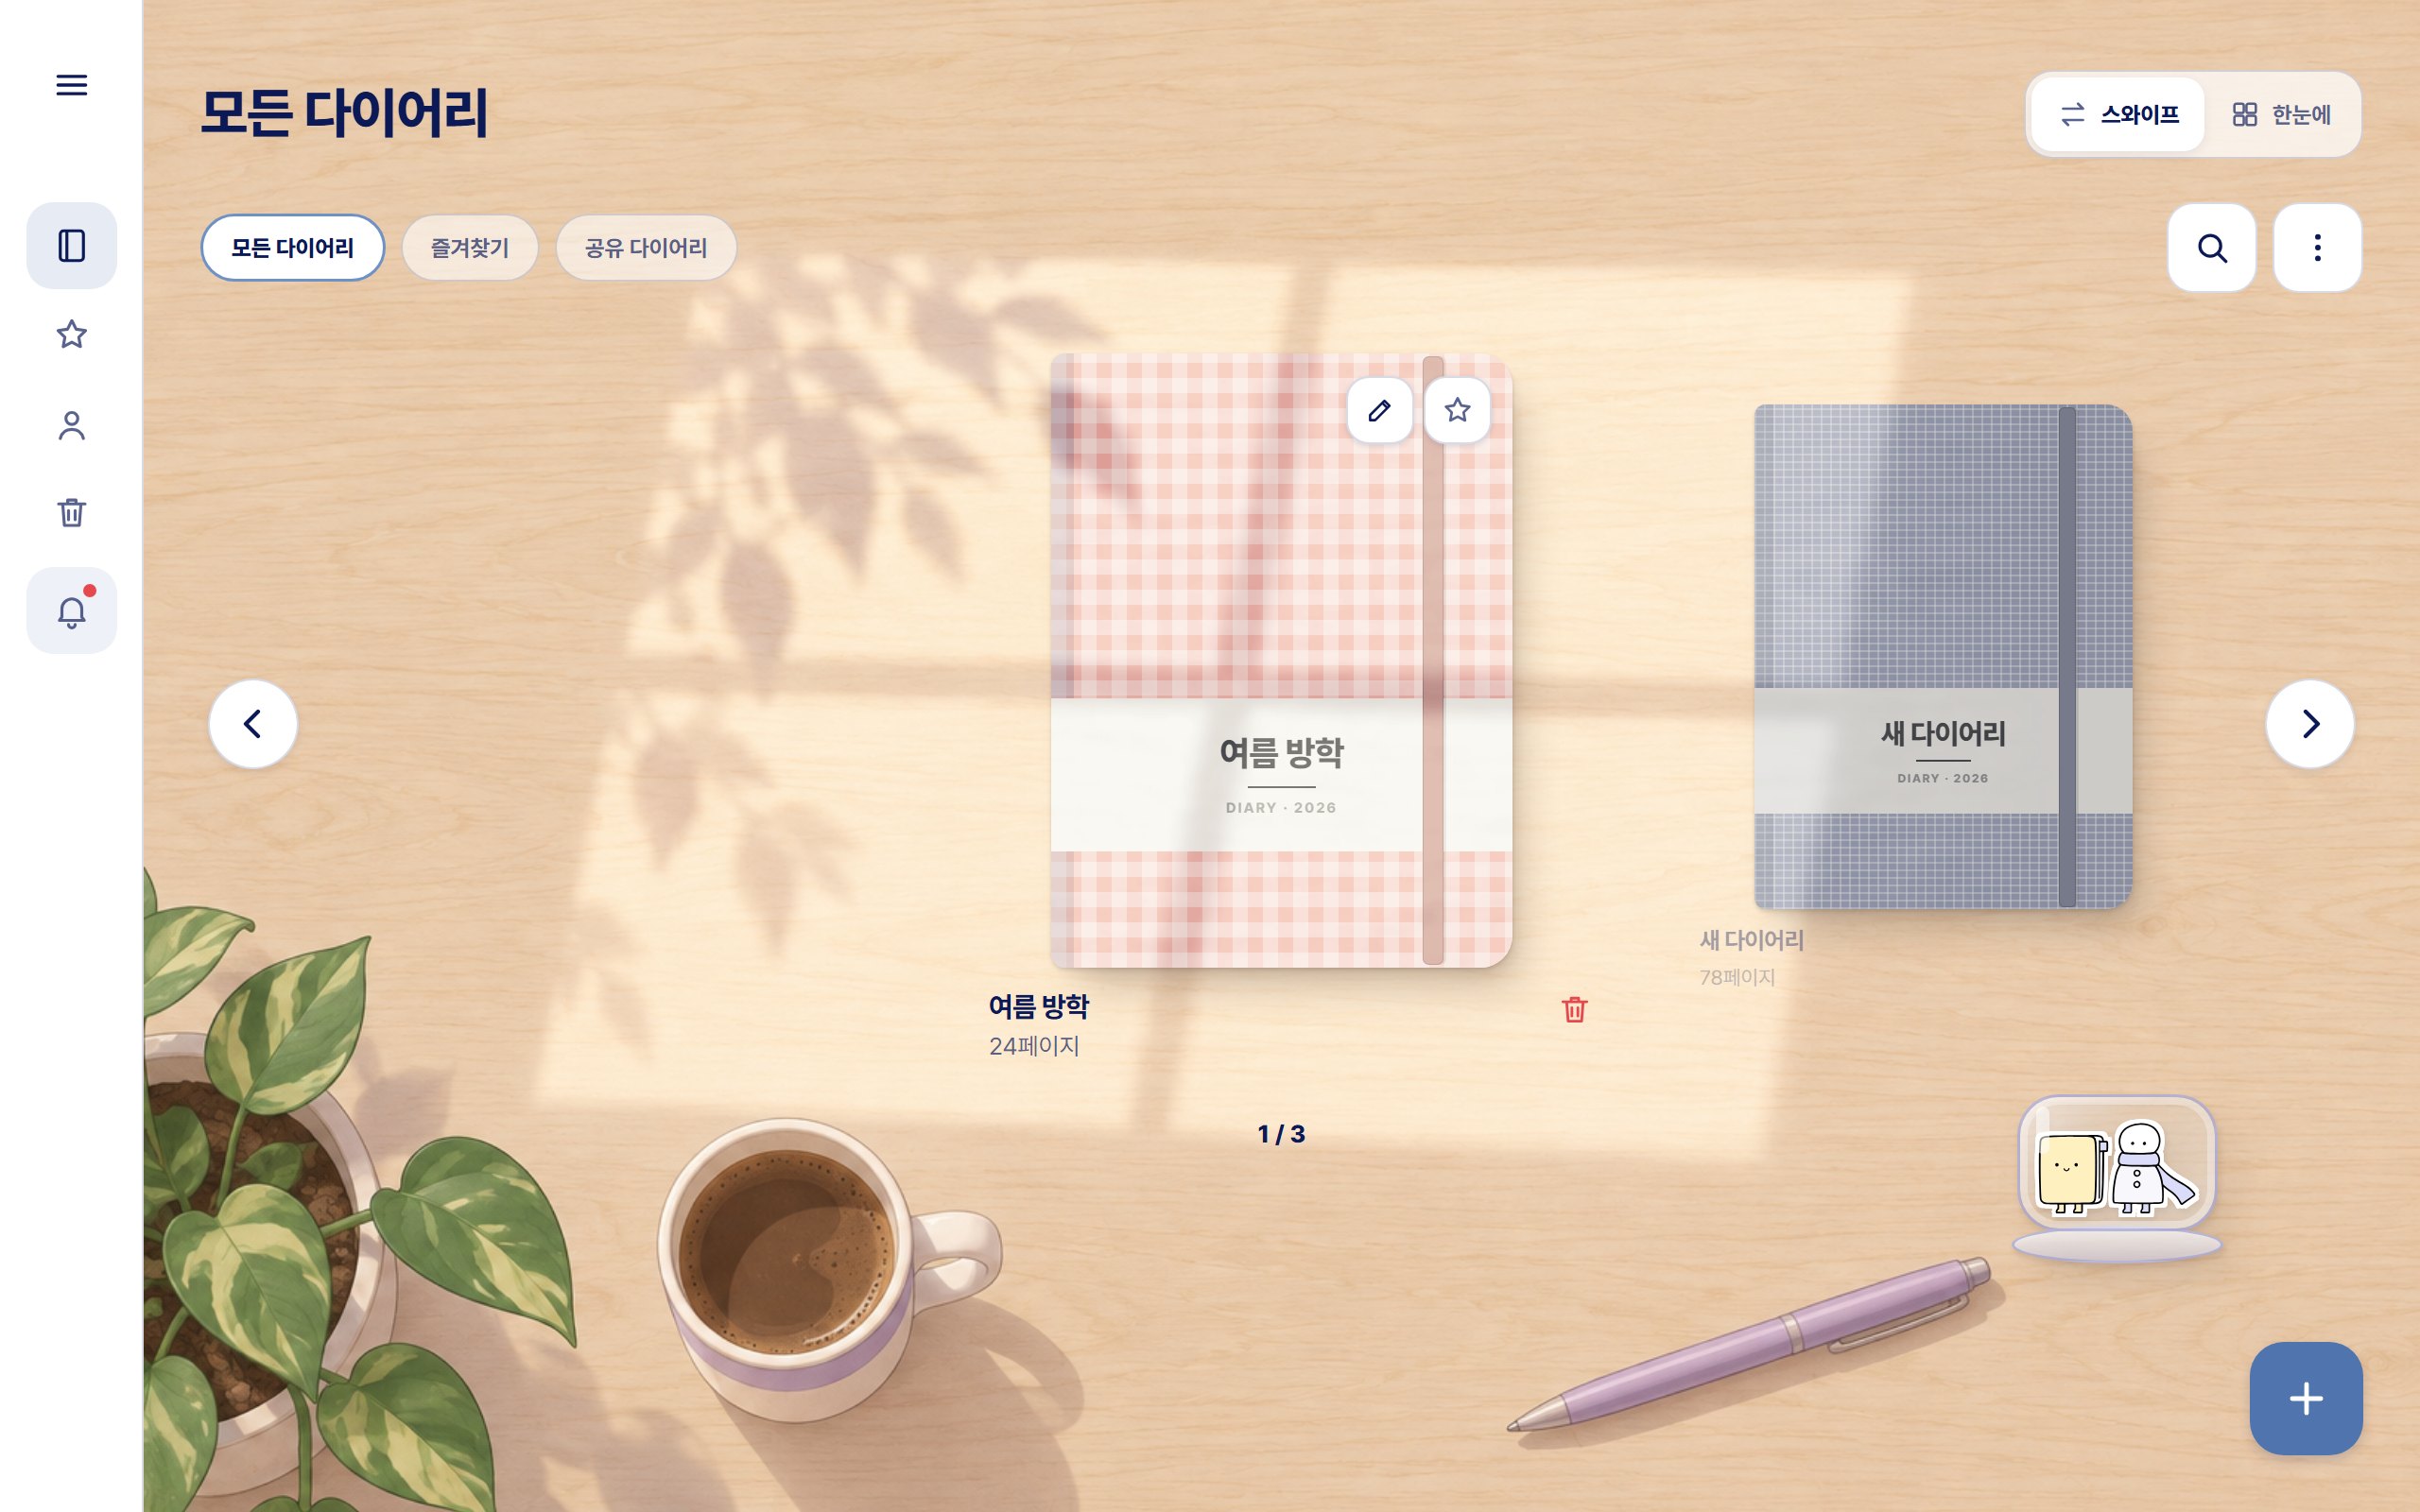 모든 다이어리
스와이프
한눈에
모든 다이어리
즐겨찾기
공유 다이어리
여름 방학
DIARY · 2026
새 다이어리
DIARY · 2026
새 다이어리
78페이지
여름 방학
24페이지
1 / 3